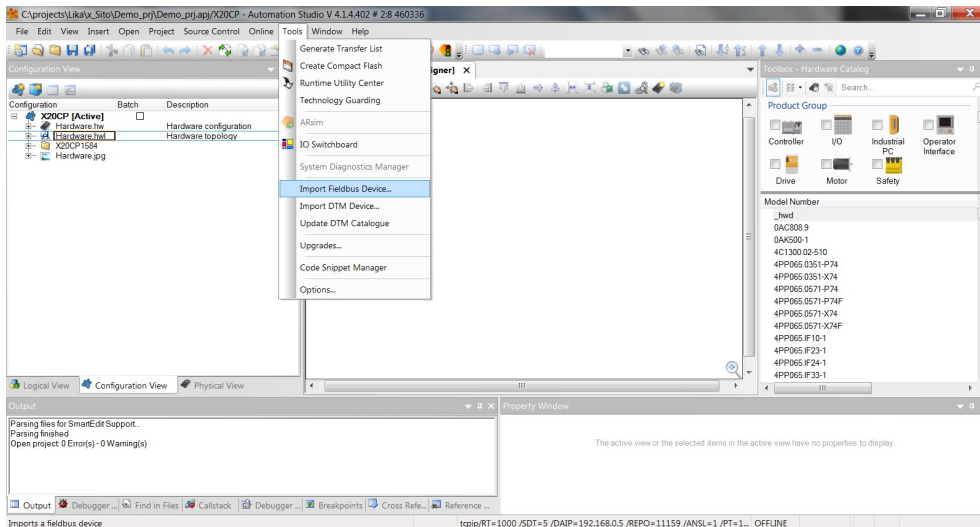 C:\projects\Lika\x_Sito\Demo_prj\Demo_prj.apj/X20CP - Automation Studio V 4.1.4.402 # 2:8 460336
File Edit View Insert Open Project Source Control Online Tools Window Help
Configuration View
Configuration Batch Description
X20CP [Active]
Hardware.hw Hardware configuration
Hardware.hwl Hardware topology
X20CP1584
Hardware.jpg
Generate Transfer List
Create Compact Flash
Runtime Utility Center
Technology Guarding
ARsim
IO Switchboard
System Diagnostics Manager
Import Fieldbus Device...
Import DTM Device...
Update DTM Catalogue
Upgrades...
Code Snippet Manager
Options...
igner]
Toolbox - Hardware Catalog
Search...
Product Group
Controller I/O Industrial PC Operator Interface
Drive Motor Safety
Model Number
_hwd
0AC808.9
0AK500-1
4C1300.02-510
4PP065.0351-P74
4PP065.0351-X74
4PP065.0571-P74
4PP065.0571-P74F
4PP065.0571-X74
4PP065.0571-X74F
4PP065.IF10-1
4PP065.IF23-1
4PP065.IF24-1
4PP065.IF33-1
Logical View Configuration View Physical View
Output
Parsing files for SmartEdit Support...
Parsing finished
Open project: 0 Error(s) - 0 Warning(s)
Property Window
The active view or the selected items in the active view have no properties to display.
Output Debugger ... Find in Files Callstack Debugger ... Breakpoints Cross Refe... Reference ...
Imports a fieldbus device tcpip/RT=1000 /SDT=5 /DAIP=192.168.0.5 /REPO=11159 /ANSL=1 /PT=1... OFFLINE